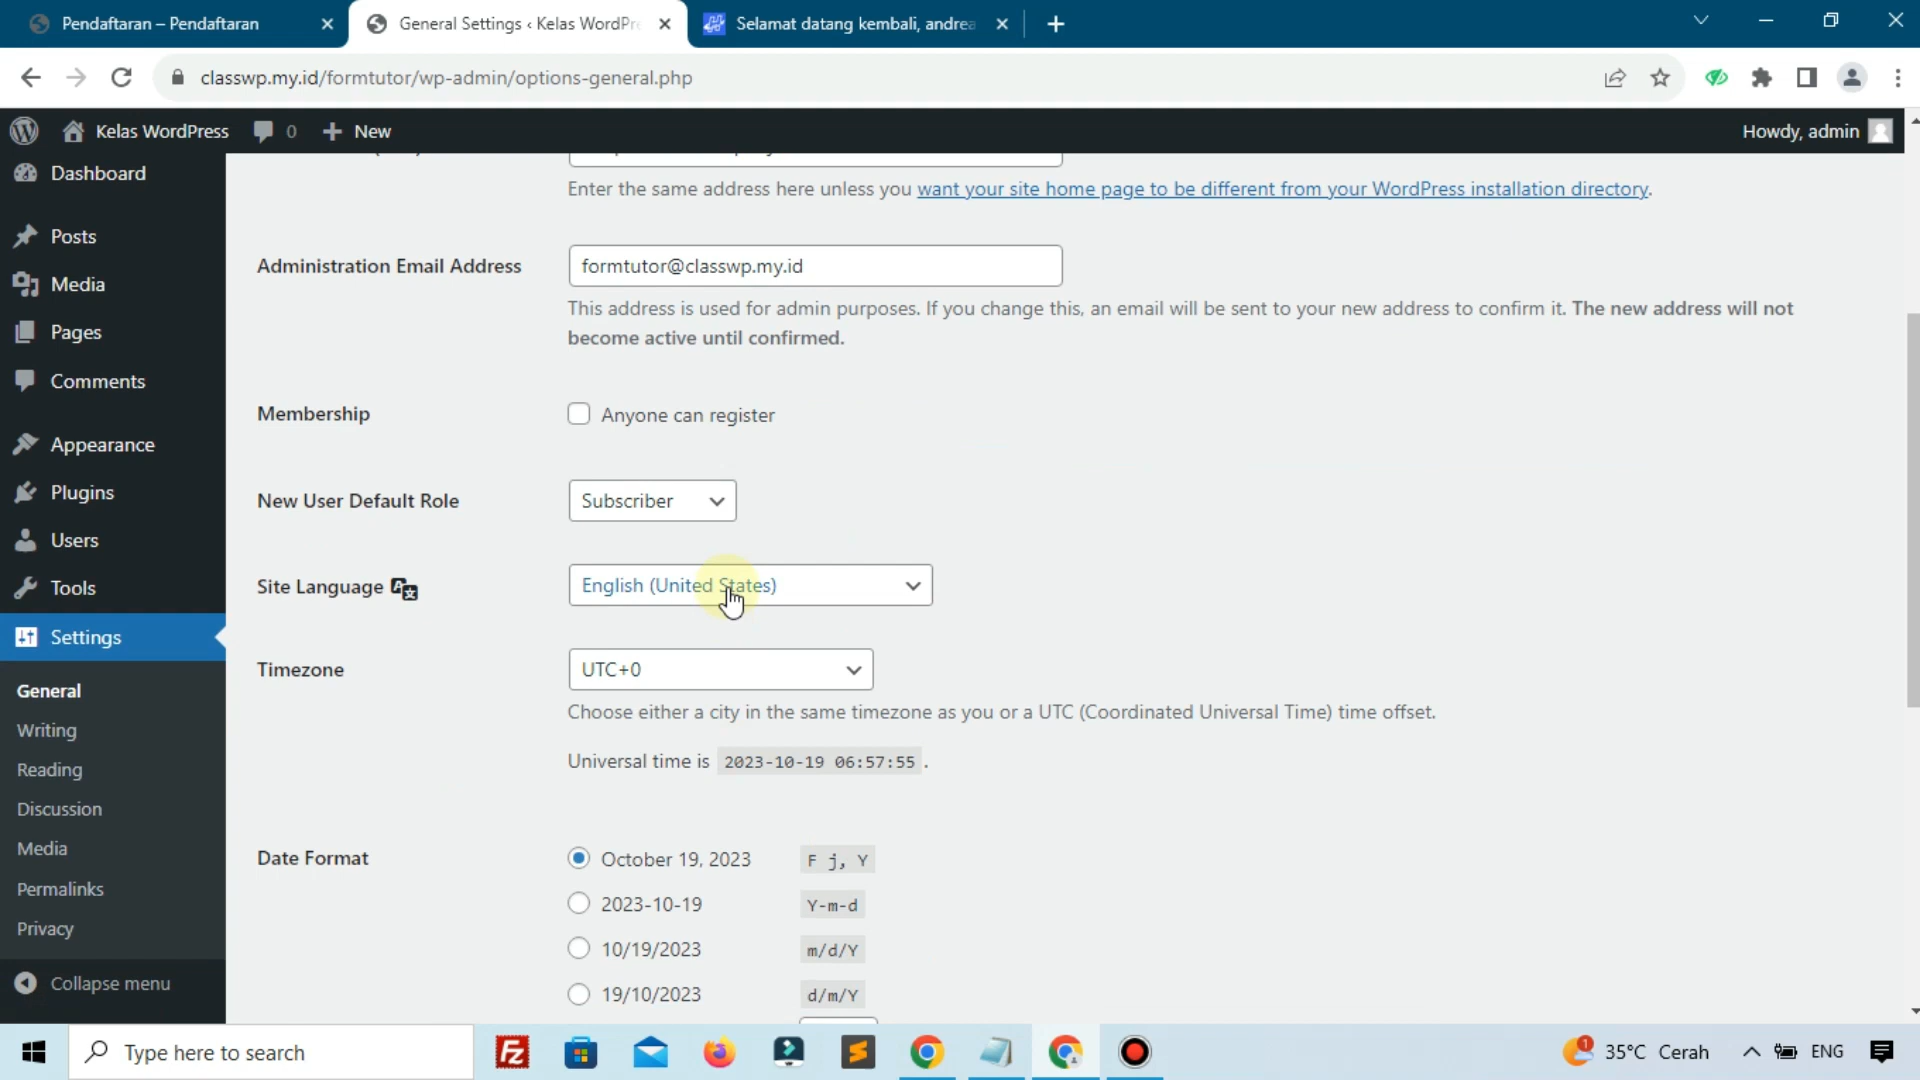 Pendaftaran – Pendaftaran
General Settings ‹ Kelas WordPre
Selamat datang kembali, andrea
classwp.my.id/formtutor/wp-admin/options-general.php
Kelas WordPress
0
New
Howdy, admin
Dashboard
Posts
Media
Pages
Comments
Appearance
Plugins
Users
Tools
Settings
General
Writing
Reading
Discussion
Media
Permalinks
Privacy
Collapse menu
Enter the same address here unless you want your site home page to be different from your WordPress installation directory.
Administration Email Address
formtutor@classwp.my.id
This address is used for admin purposes. If you change this, an email will be sent to your new address to confirm it. The new address will not
become active until confirmed.
Membership
Anyone can register
New User Default Role
Subscriber
Site Language
English (United States)
Timezone
UTC+0
Choose either a city in the same timezone as you or a UTC (Coordinated Universal Time) time offset.
Universal time is 2023-10-19 06:57:55 .
Date Format
October 19, 2023 F j, Y
2023-10-19 Y-m-d
10/19/2023 m/d/Y
19/10/2023 d/m/Y
Type here to search
1
35°C Cerah
ENG